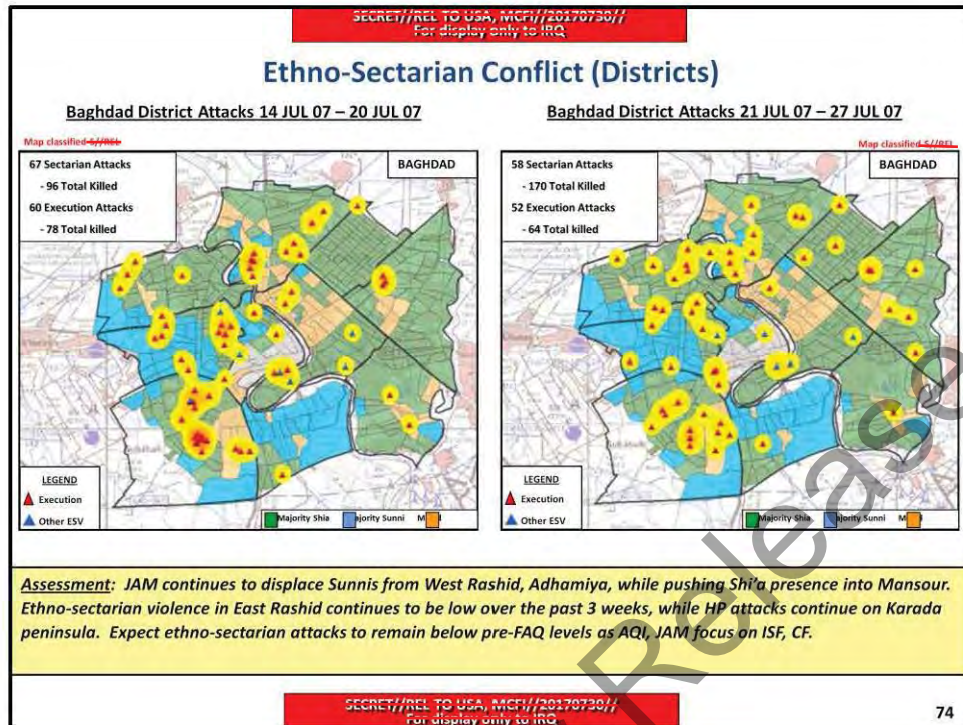 SECRET//REL TO USA, MCFI//20170730//
For display only to IRQ
Ethno-Sectarian Conflict (Districts)
Baghdad District Attacks 14 JUL 07 – 20 JUL 07
Baghdad District Attacks 21 JUL 07 – 27 JUL 07
Map classified S//REL
Map classified S//REL
67 Sectarian Attacks
- 96 Total Killed
60 Execution Attacks
- 78 Total killed
BAGHDAD
58 Sectarian Attacks
- 170 Total Killed
52 Execution Attacks
- 64 Total killed
BAGHDAD
LEGEND
Execution
Other ESV
Majority Shia
LEGEND
Execution
Other ESV
Majority Shia
Assessment: JAM continues to displace Sunnis from West Rashid, Adhamiya, while pushing Shi'a presence into Mansour.
Ethno-sectarian violence in East Rashid continues to be low over the past 3 weeks, while HP attacks continue on Karada
peninsula. Expect ethno-sectarian attacks to remain below pre-FAQ levels as AQI, JAM focus on ISF, CF.
Release
SECRET//REL TO USA, MCFI//20170730//
For display only to IRQ
74